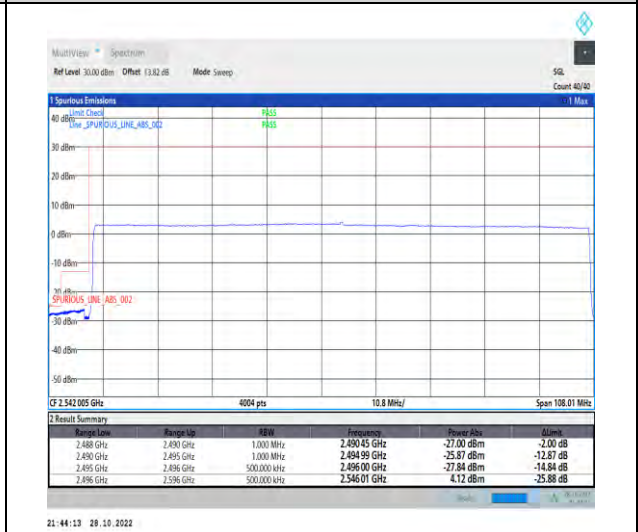 MultiView Spectrum
Ref Level 30.00 dBm Offset 13.82 dB Mode Sweep SGL
Count 40/40
1 Spurious Emissions 1 Max
Limit Check PASS
40 dBm
Line _SPURIOUS_LINE_ABS_002 PASS
30 dBm
20 dBm
10 dBm
0 dBm
-10 dBm
-20 dBm
SPURIOUS_LINE_ABS_002
-30 dBm
-40 dBm
-50 dBm
CF 2.542 005 GHz 4004 pts 10.8 MHz/ Span 108.01 MHz
2 Result Summary
Range Low Range Up RBW Frequency Power Abs ΔLimit
2.488 GHz 2.490 GHz 1.000 MHz 2.490 45 GHz -27.00 dBm -2.00 dB
2.490 GHz 2.495 GHz 1.000 MHz 2.494 99 GHz -25.87 dBm -12.87 dB
2.495 GHz 2.496 GHz 500.000 kHz 2.496 00 GHz -27.84 dBm -14.84 dB
2.496 GHz 2.596 GHz 500.000 kHz 2.546 01 GHz 4.12 dBm -25.88 dB
21:44:13 28.10.2022